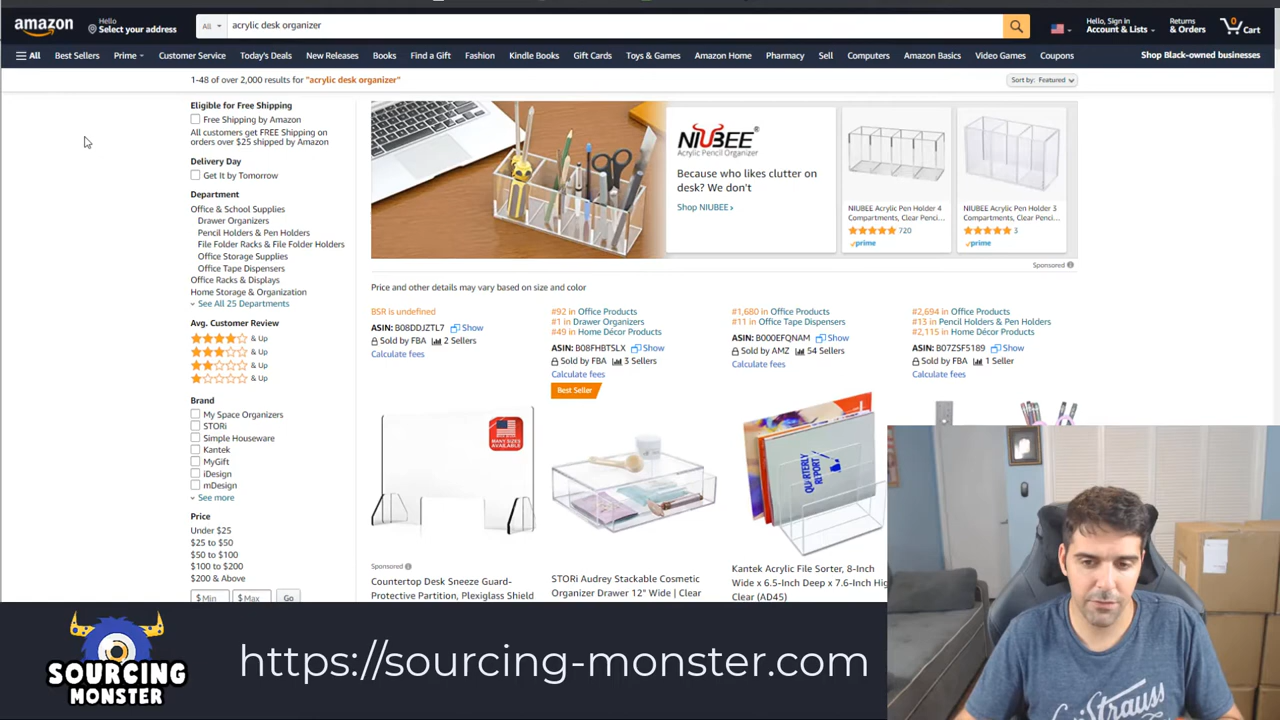 amazon
Hello
Select your address
All
acrylic desk organizer
Hello, Sign in
Account & Lists
Returns
& Orders
0
Cart
All
Best Sellers
Prime
Customer Service
Today's Deals
New Releases
Books
Find a Gift
Fashion
Kindle Books
Gift Cards
Toys & Games
Amazon Home
Pharmacy
Sell
Computers
Amazon Basics
Video Games
Coupons
Shop Black-owned businesses
1-48 of over 2,000 results for "acrylic desk organizer"
Sort by: Featured
Eligible for Free Shipping
Free Shipping by Amazon
All customers get FREE Shipping on
orders over $25 shipped by Amazon
Delivery Day
Get It by Tomorrow
Department
Office & School Supplies
Drawer Organizers
Pencil Holders & Pen Holders
File Folder Racks & File Folder Holders
Office Storage Supplies
Office Tape Dispensers
Office Racks & Displays
Home Storage & Organization
See All 25 Departments
Avg. Customer Review
& Up
& Up
& Up
& Up
Brand
My Space Organizers
STORi
Simple Houseware
Kantek
MyGift
iDesign
mDesign
See more
Price
Under $25
$25 to $50
$50 to $100
$100 to $200
$200 & Above
$ Min
$ Max
Go
NIUBEE®
Acrylic Pencil Organizer
Because who likes clutter on
desk? We don't
Shop NIUBEE ›
NIUBEE Acrylic Pen Holder 4
Compartments, Clear Penci...
720
prime
NIUBEE Acrylic Pen Holder 3
Compartments, Clear Penci...
3
prime
Sponsored
Price and other details may vary based on size and color
BSR is undefined
ASIN: B08DDJZTL7 Show
Sold by FBA 2 Sellers
Calculate fees
MANY SIZES
AVAILABLE
Sponsored
Countertop Desk Sneeze Guard-
Protective Partition, Plexiglass Shield
#92 in Office Products
#1 in Drawer Organizers
#49 in Home Décor Products
ASIN: B08FHBTSLX Show
Sold by FBA 3 Sellers
Calculate fees
Best Seller
STORi Audrey Stackable Cosmetic
Organizer Drawer 12" Wide | Clear
#1,680 in Office Products
#11 in Office Tape Dispensers
ASIN: B000EFQNAM Show
Sold by AMZ 54 Sellers
Calculate fees
QUARTERLY
REPORT
Kantek Acrylic File Sorter, 8-Inch
Wide x 6.5-Inch Deep x 7.6-Inch Hig
Clear (AD45)
#2,694 in Office Products
#13 in Pencil Holders & Pen Holders
#2,115 in Home Décor Products
ASIN: B07ZSF5189 Show
Sold by FBA 1 Seller
Calculate fees
SOURCING
MONSTER
https://sourcing-monster.com